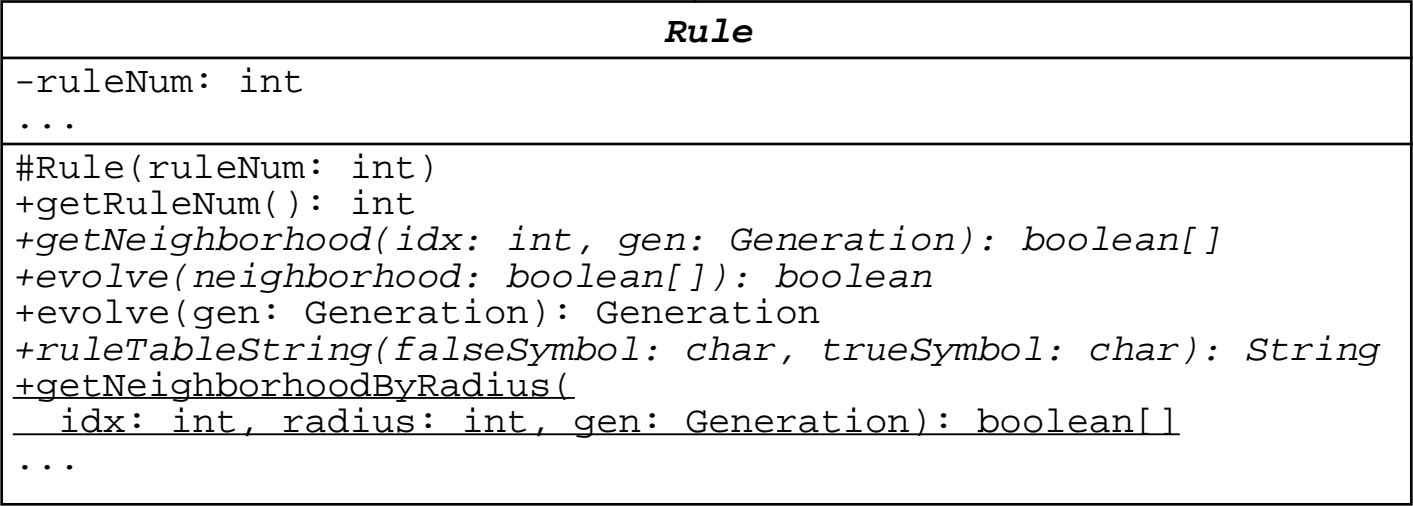 Rule
-ruleNum: int
...
#Rule(ruleNum: int)
+getRuleNum(): int
+getNeighborhood(idx: int, gen: Generation): boolean[]
+evolve(neighborhood: boolean[]): boolean
+evolve(gen: Generation): Generation
+ruleTableString(falseSymbol: char, trueSymbol: char): String
+getNeighborhoodByRadius(
  idx: int, radius: int, gen: Generation): boolean[]
...